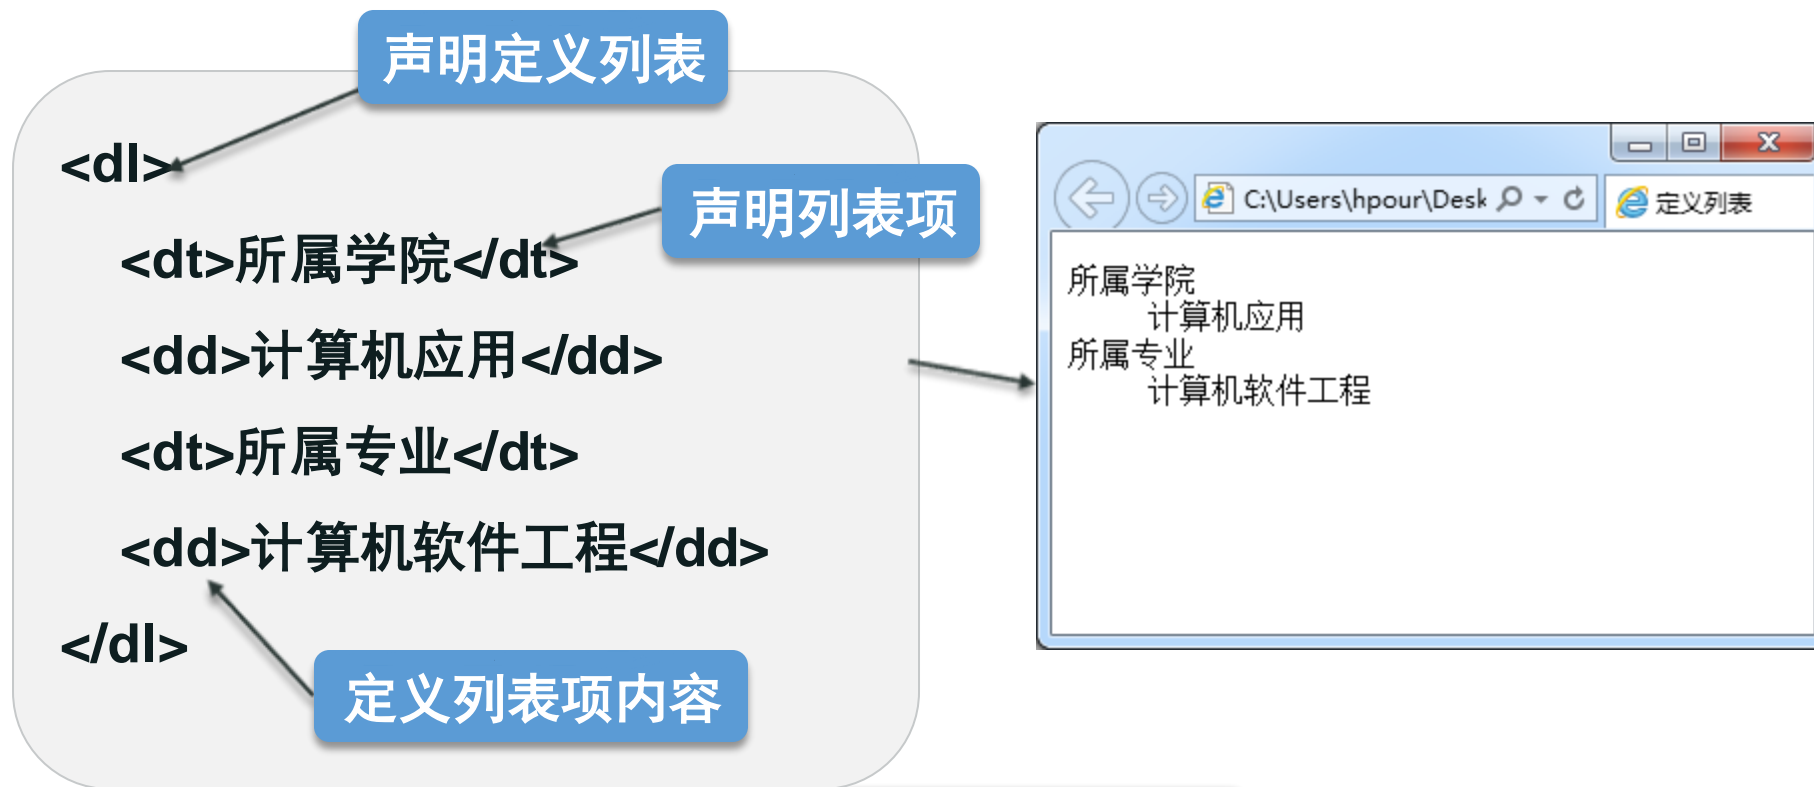 声明定义列表
<dl>
声明列表项
<dt>所属学院</dt>
<dd>计算机应用</dd>
<dt>所属专业</dt>
<dd>计算机软件工程</dd>
</dl>
定义列表项内容
C:\Users\hpour\Desk
定义列表
所属学院
计算机应用
所属专业
计算机软件工程